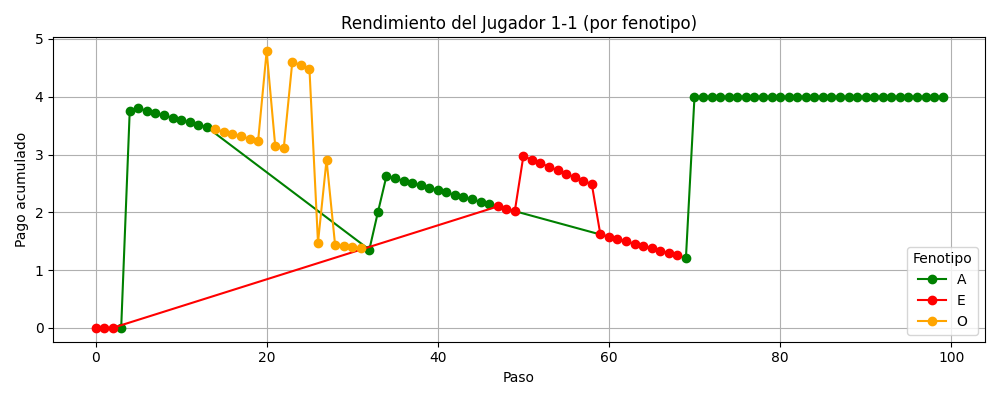 Rendimiento del Jugador 1-1 (por fenotipo)
Pago acumulado
5
4
3
2
1
0
0
20
40
60
80
100
Paso
Fenotipo
A
E
O